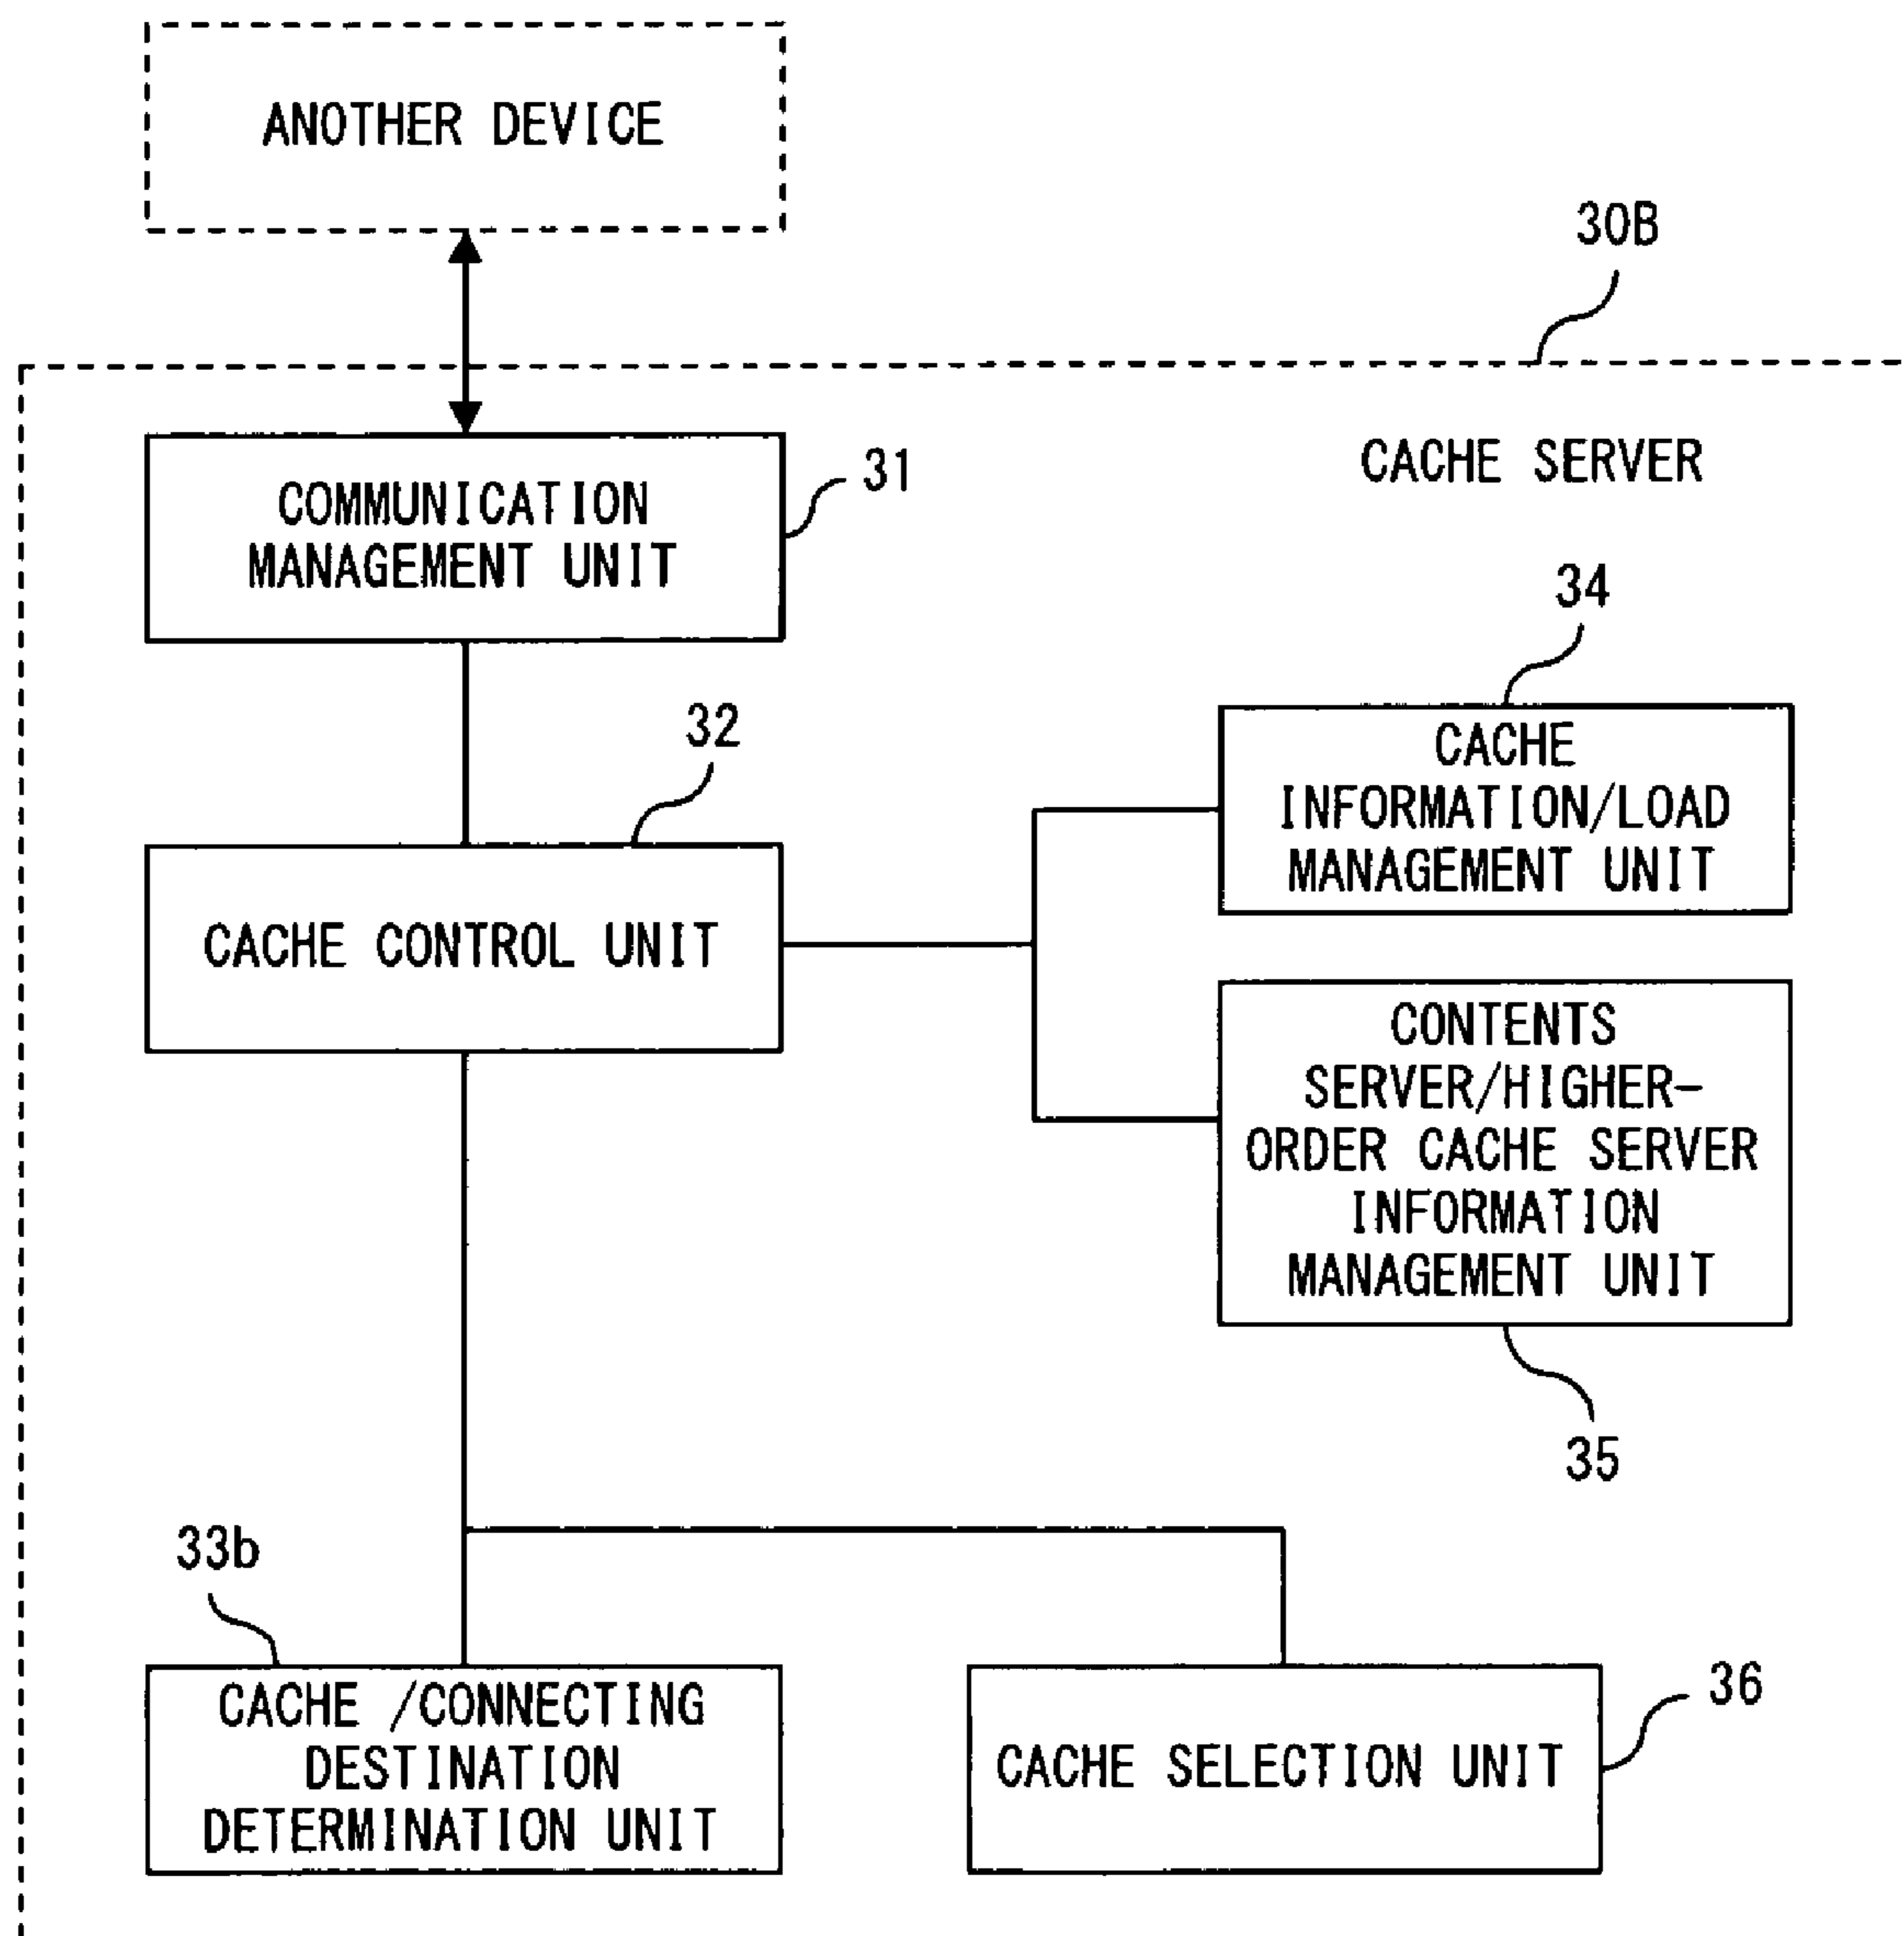 ANOTHER DEVICE
30B
CACHE SERVER
COMMUNICATION
MANAGEMENT UNIT
31
34
CACHE
INFORMATION/LOAD
MANAGEMENT UNIT
32
CACHE CONTROL UNIT
CONTENTS
SERVER/HIGHER-
ORDER CACHE SERVER
INFORMATION
MANAGEMENT UNIT
35
33b
CACHE /CONNECTING
DESTINATION
DETERMINATION UNIT
CACHE SELECTION UNIT
36